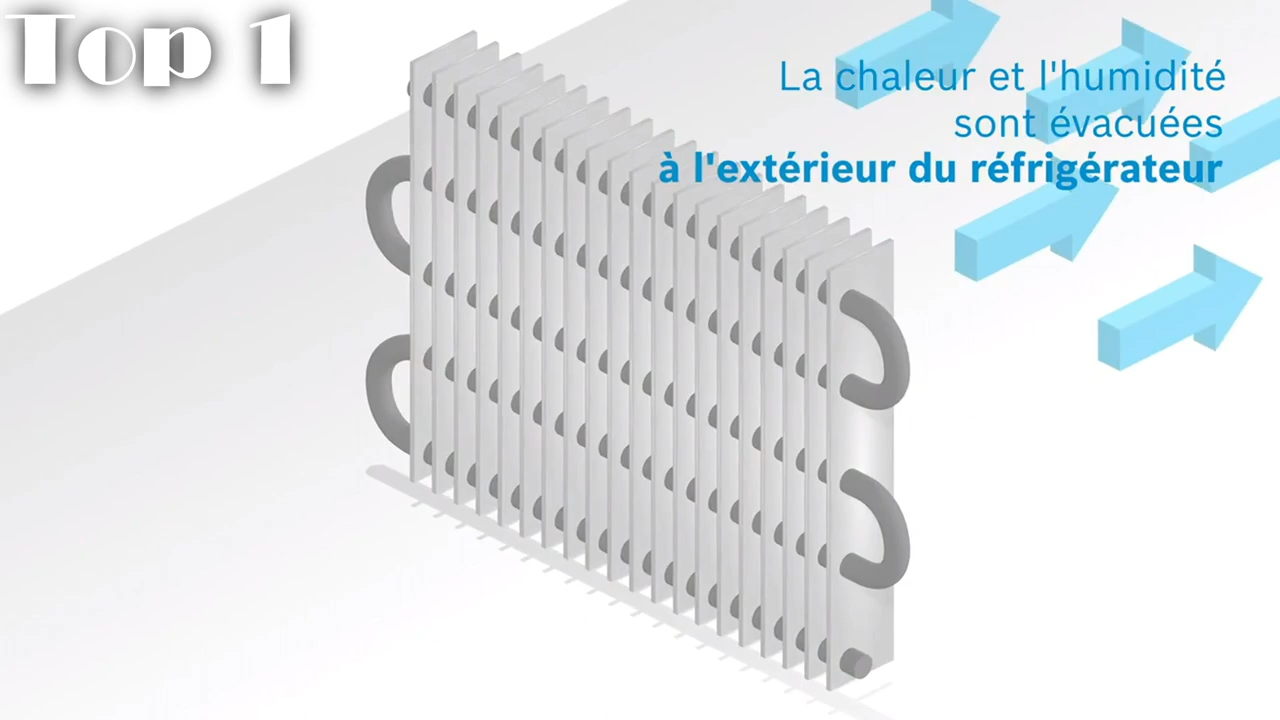 Top 1
La chaleur et l'humidité
sont évacuées
à l'extérieur du réfrigérateur